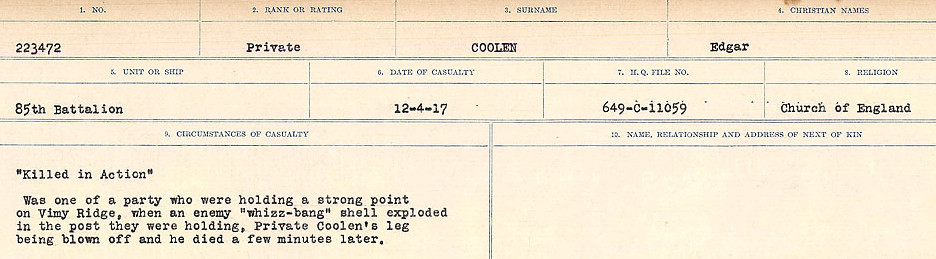 1. NO. 2. RANK OR RATING 3. SURNAME 4. CHRISTIAN NAMES
223472 Private COOLEN Edgar
5. UNIT OR SHIP 6. DATE OF CASUALTY 7. H.Q. FILE NO. 8. RELIGION
85th Battalion 12-4-17 649-C-11059 Church of England
9. CIRCUMSTANCES OF CASUALTY 10. NAME, RELATIONSHIP AND ADDRESS OF NEXT OF KIN
"Killed in Action"
Was one of a party who were holding a strong point
on Vimy Ridge, when an enemy "whizz-bang" shell exploded
in the post they were holding, Private Coolen's leg
being blown off and he died a few minutes later.